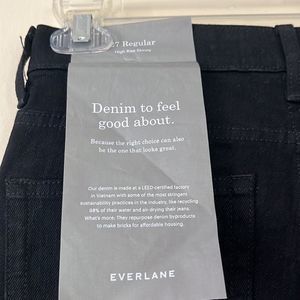 27 Regular
High Rise Skinny
Denim to feel
good about.
Because the right choice can also
be the one that looks great.
Our denim is made at a LEED-certified factory
in Vietnam with some of the most stringent
sustainability practices in the industry, like recycling
98% of their water and air-drying their jeans.
What's more: They repurpose denim byproducts
to make bricks for affordable housing.
EVERLANE